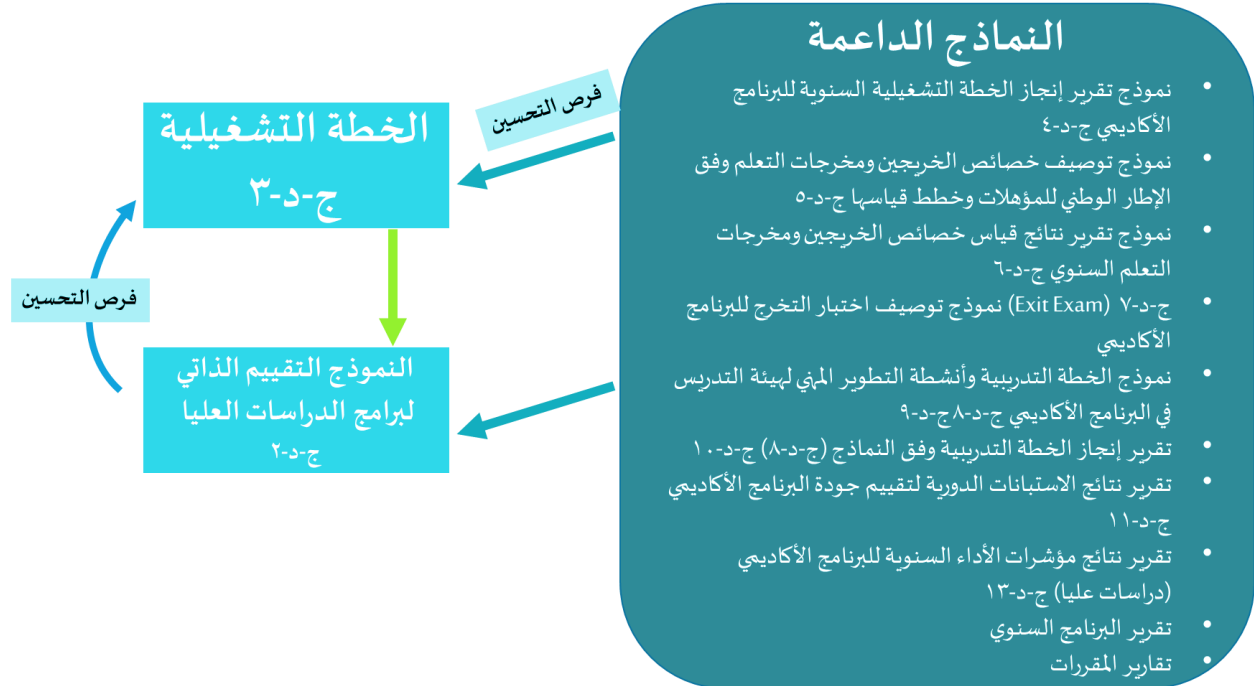 النماذج الداعمة
نموذج تقرير إنجاز الخطة التشغيلية السنوية للبرنامج
الأكاديمي ج-د-٤
نموذج توصيف خصائص الخريجين ومخرجات التعلم وفق
الإطار الوطني للمؤهلات وخطط قياسها ج-د-٥
نموذج تقرير نتائج قياس خصائص الخريجين ومخرجات
التعلم السنوي ج-د-٦
ج-د-٧ (Exit Exam) نموذج توصيف اختبار التخرج للبرنامج
الأكاديمي
نموذج الخطة التدريبية وأنشطة التطوير المهني لهيئة التدريس
في البرنامج الأكاديمي ج-د-٨ج-د-٩
تقرير إنجاز الخطة التدريبية وفق النماذج (ج-د-٨) ج-د-١٠
تقرير نتائج الاستبانات الدورية لتقييم جودة البرنامج الأكاديمي
ج-د-١١
تقرير نتائج مؤشرات الأداء السنوية للبرنامج الأكاديمي
(دراسات عليا) ج-د-١٣
تقرير البرنامج السنوي
تقارير المقررات
فرص التحسين
الخطة التشغيلية
ج-د-٣
فرص التحسين
النموذج التقييم الذاتي
لبرامج الدراسات العليا
ج-د-٢